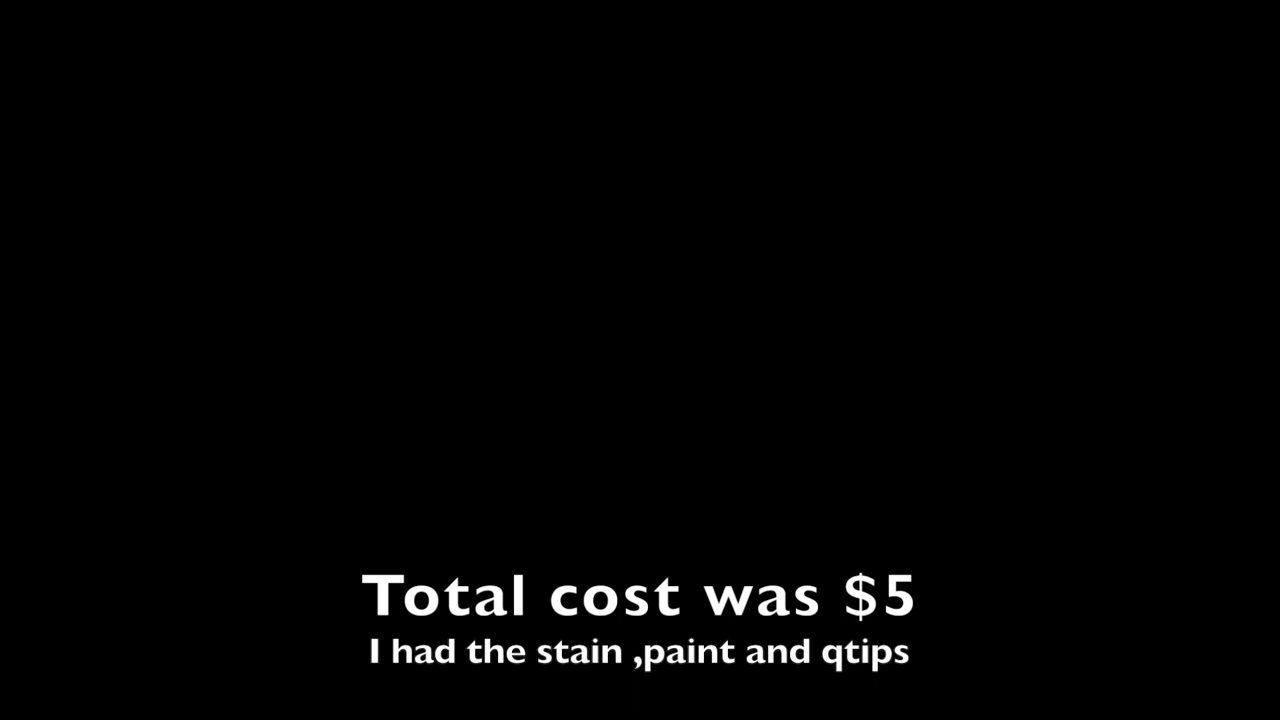 Total cost was $5
I had the stain ,paint and qtips